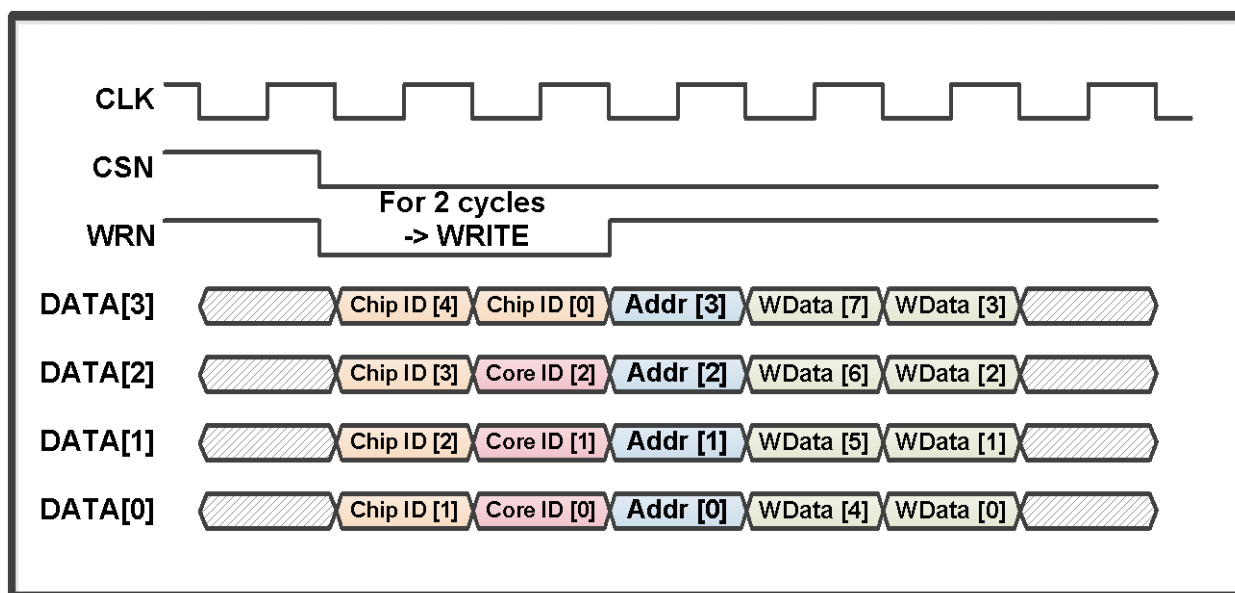 CLK
CSN
For 2 cycles
WRN -> WRITE
DATA[3] Chip ID [4] Chip ID [0] Addr [3] WData [7] WData [3]
DATA[2] Chip ID [3] Core ID [2] Addr [2] WData [6] WData [2]
DATA[1] Chip ID [2] Core ID [1] Addr [1] WData [5] WData [1]
DATA[0] Chip ID [1] Core ID [0] Addr [0] WData [4] WData [0]